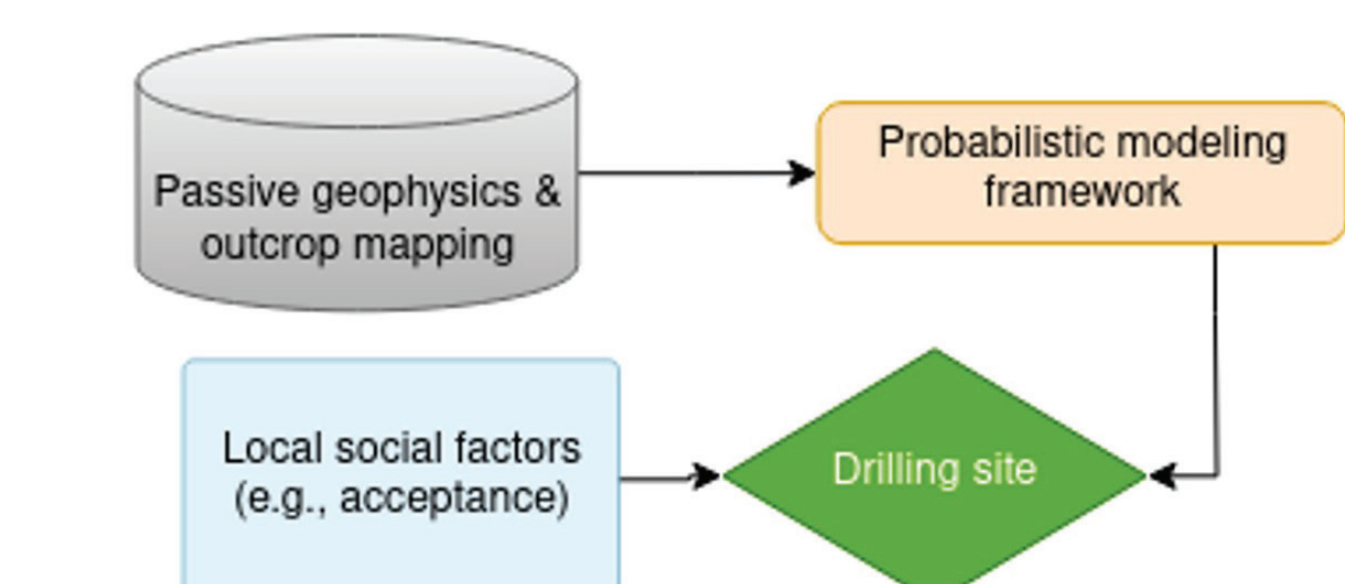 Passive geophysics &
outcrop mapping
Probabilistic modeling
framework
Local social factors
(e.g., acceptance)
Drilling site